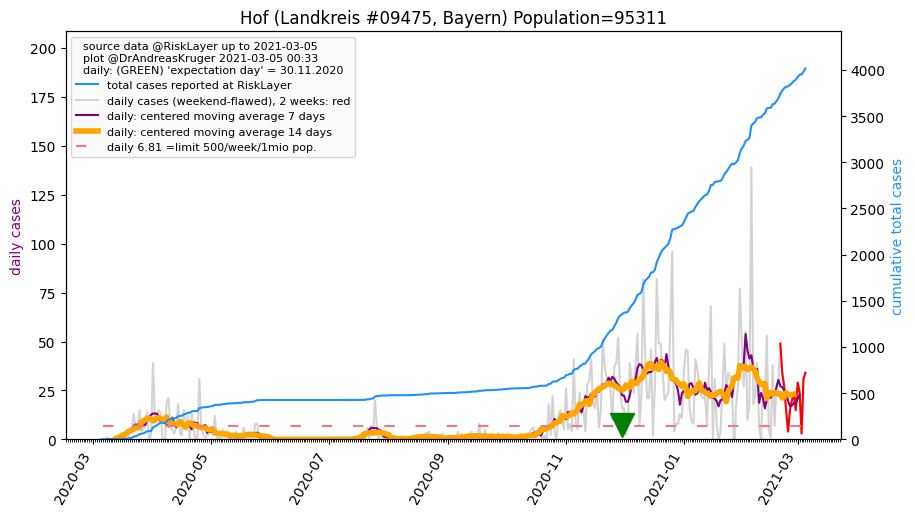 Hof (Landkreis #09475, Bayern) Population=95311
source data @RiskLayer up to 2021-03-05
plot @DrAndreasKruger 2021-03-05 00:33
daily: (GREEN) 'expectation day' = 30.11.2020
total cases reported at RiskLayer
daily cases (weekend-flawed), 2 weeks: red
daily: centered moving average 7 days
daily: centered moving average 14 days
daily 6.81 =limit 500/week/1mio pop.
daily cases
200
175
150
125
100
75
50
25
0
cumulative total cases
4000
3500
3000
2500
2000
1500
1000
500
0
2020-03
2020-05
2020-07
2020-09
2020-11
2021-01
2021-03